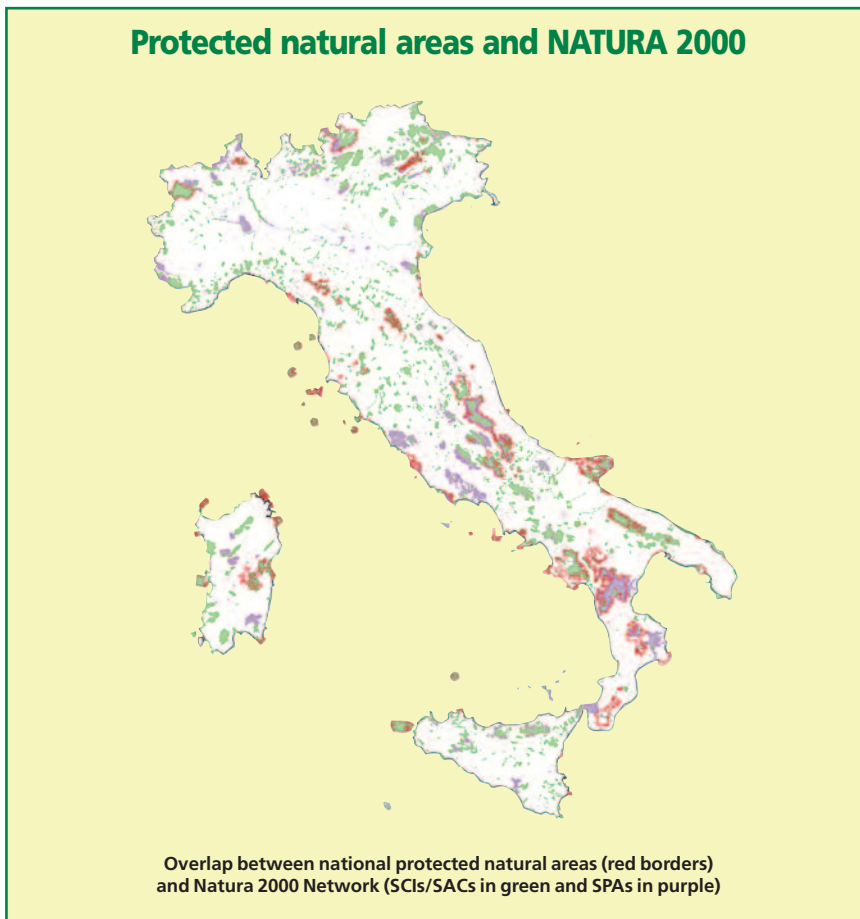 Protected natural areas and NATURA 2000
Overlap between national protected natural areas (red borders)
and Natura 2000 Network (SCIs/SACs in green and SPAs in purple)